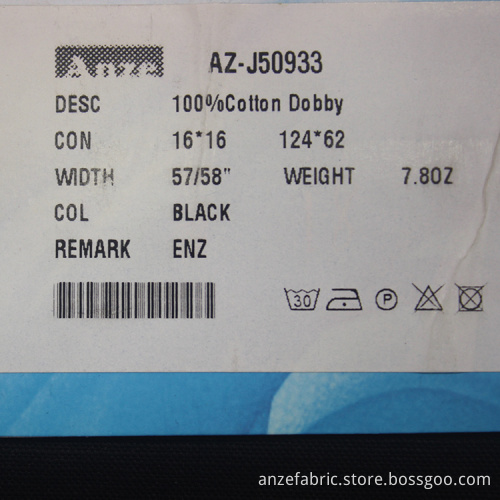 Anze AZ-J50933
DESC 100%Cotton Dobby
CON 16*16 124*62
WIDTH 57/58" WEIGHT 7.8OZ
COL BLACK
REMARK ENZ
30 P
anzefabric.store.bossgoo.com